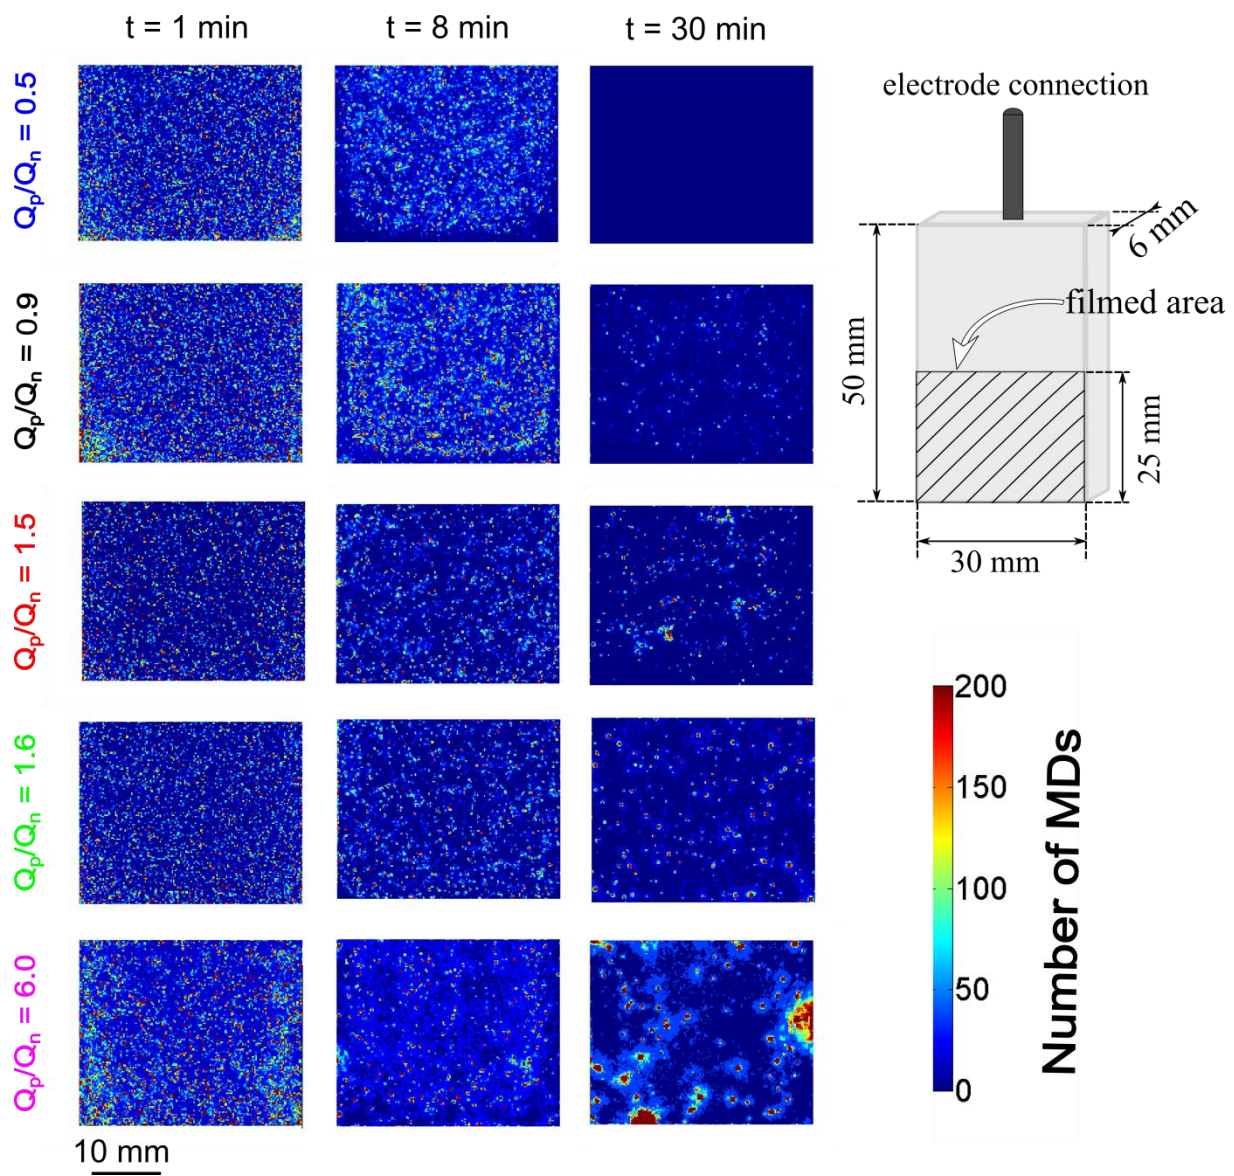 t = 1 min
t = 8 min
t = 30 min
Qp/Qn = 0.5
Qp/Qn = 0.9
Qp/Qn = 1.5
Qp/Qn = 1.6
Qp/Qn = 6.0
10 mm
electrode connection
6 mm
filmed area
50 mm
25 mm
30 mm
200
150
100
50
0
Number of MDs